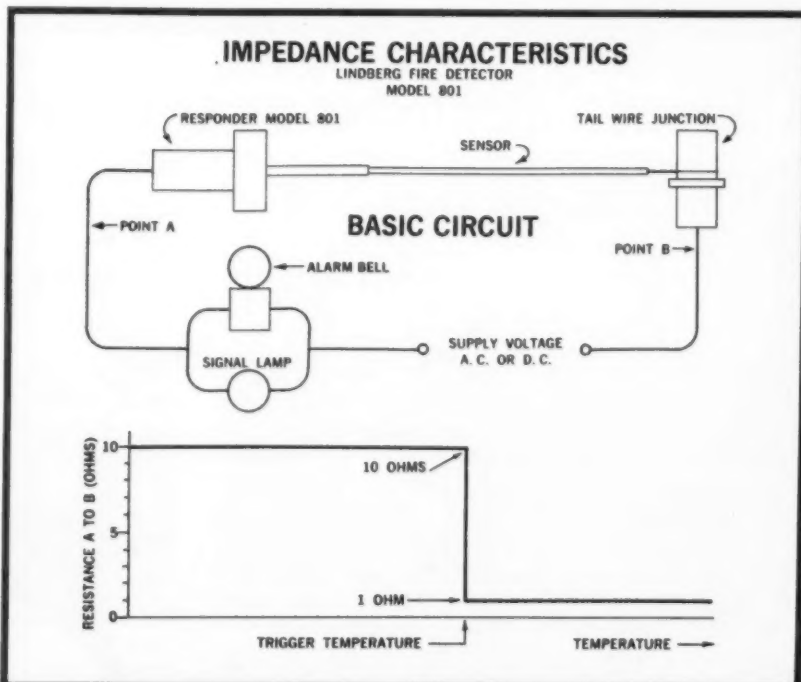 IMPEDANCE CHARACTERISTICS
LINDBERG FIRE DETECTOR
MODEL 801
RESPONDER MODEL 801
TAIL WIRE JUNCTION
SENSOR
POINT A
BASIC CIRCUIT
POINT B
ALARM BELL
SUPPLY VOLTAGE
A.C. OR D.C.
SIGNAL LAMP
RESISTANCE A TO B (OHMS)
10
10 OHMS
5
1 OHM
0
TRIGGER TEMPERATURE
TEMPERATURE